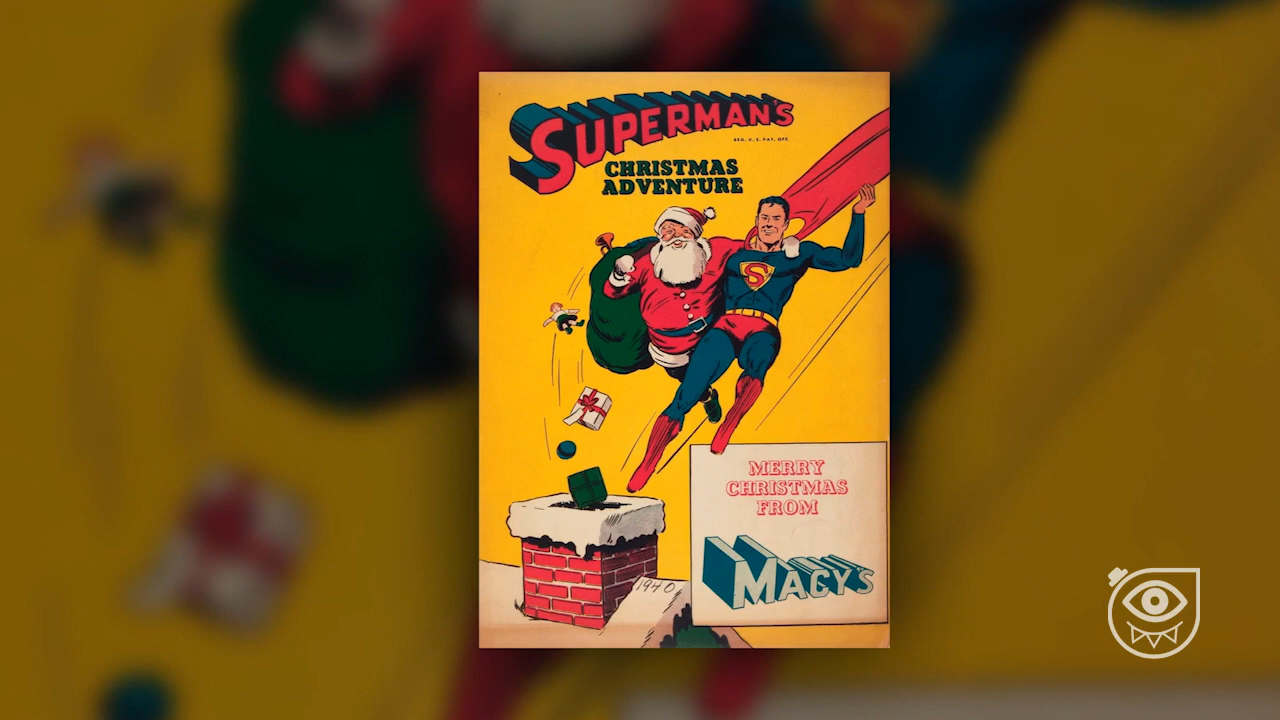 SUPERMAN'S
REG. U. S. PAT. OFF.
CHRISTMAS
ADVENTURE
S
MERRY
CHRISTMAS
FROM
MACY'S
1940